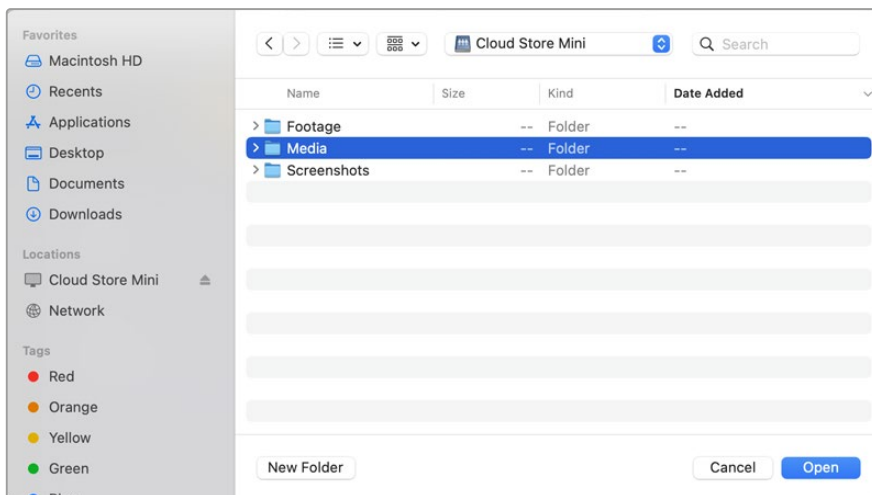 Favorites
Macintosh HD
Recents
Applications
Desktop
Documents
Downloads
Locations
Cloud Store Mini
Network
Tags
Red
Orange
Yellow
Green
Cloud Store Mini
Search
Name Size Kind Date Added
Footage -- Folder --
Media -- Folder --
Screenshots -- Folder --
New Folder Cancel Open